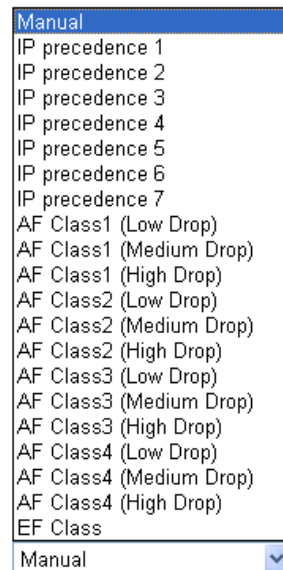 Manual
IP precedence 1
IP precedence 2
IP precedence 3
IP precedence 4
IP precedence 5
IP precedence 6
IP precedence 7
AF Class1 (Low Drop)
AF Class1 (Medium Drop)
AF Class1 (High Drop)
AF Class2 (Low Drop)
AF Class2 (Medium Drop)
AF Class2 (High Drop)
AF Class3 (Low Drop)
AF Class3 (Medium Drop)
AF Class3 (High Drop)
AF Class4 (Low Drop)
AF Class4 (Medium Drop)
AF Class4 (High Drop)
EF Class
Manual